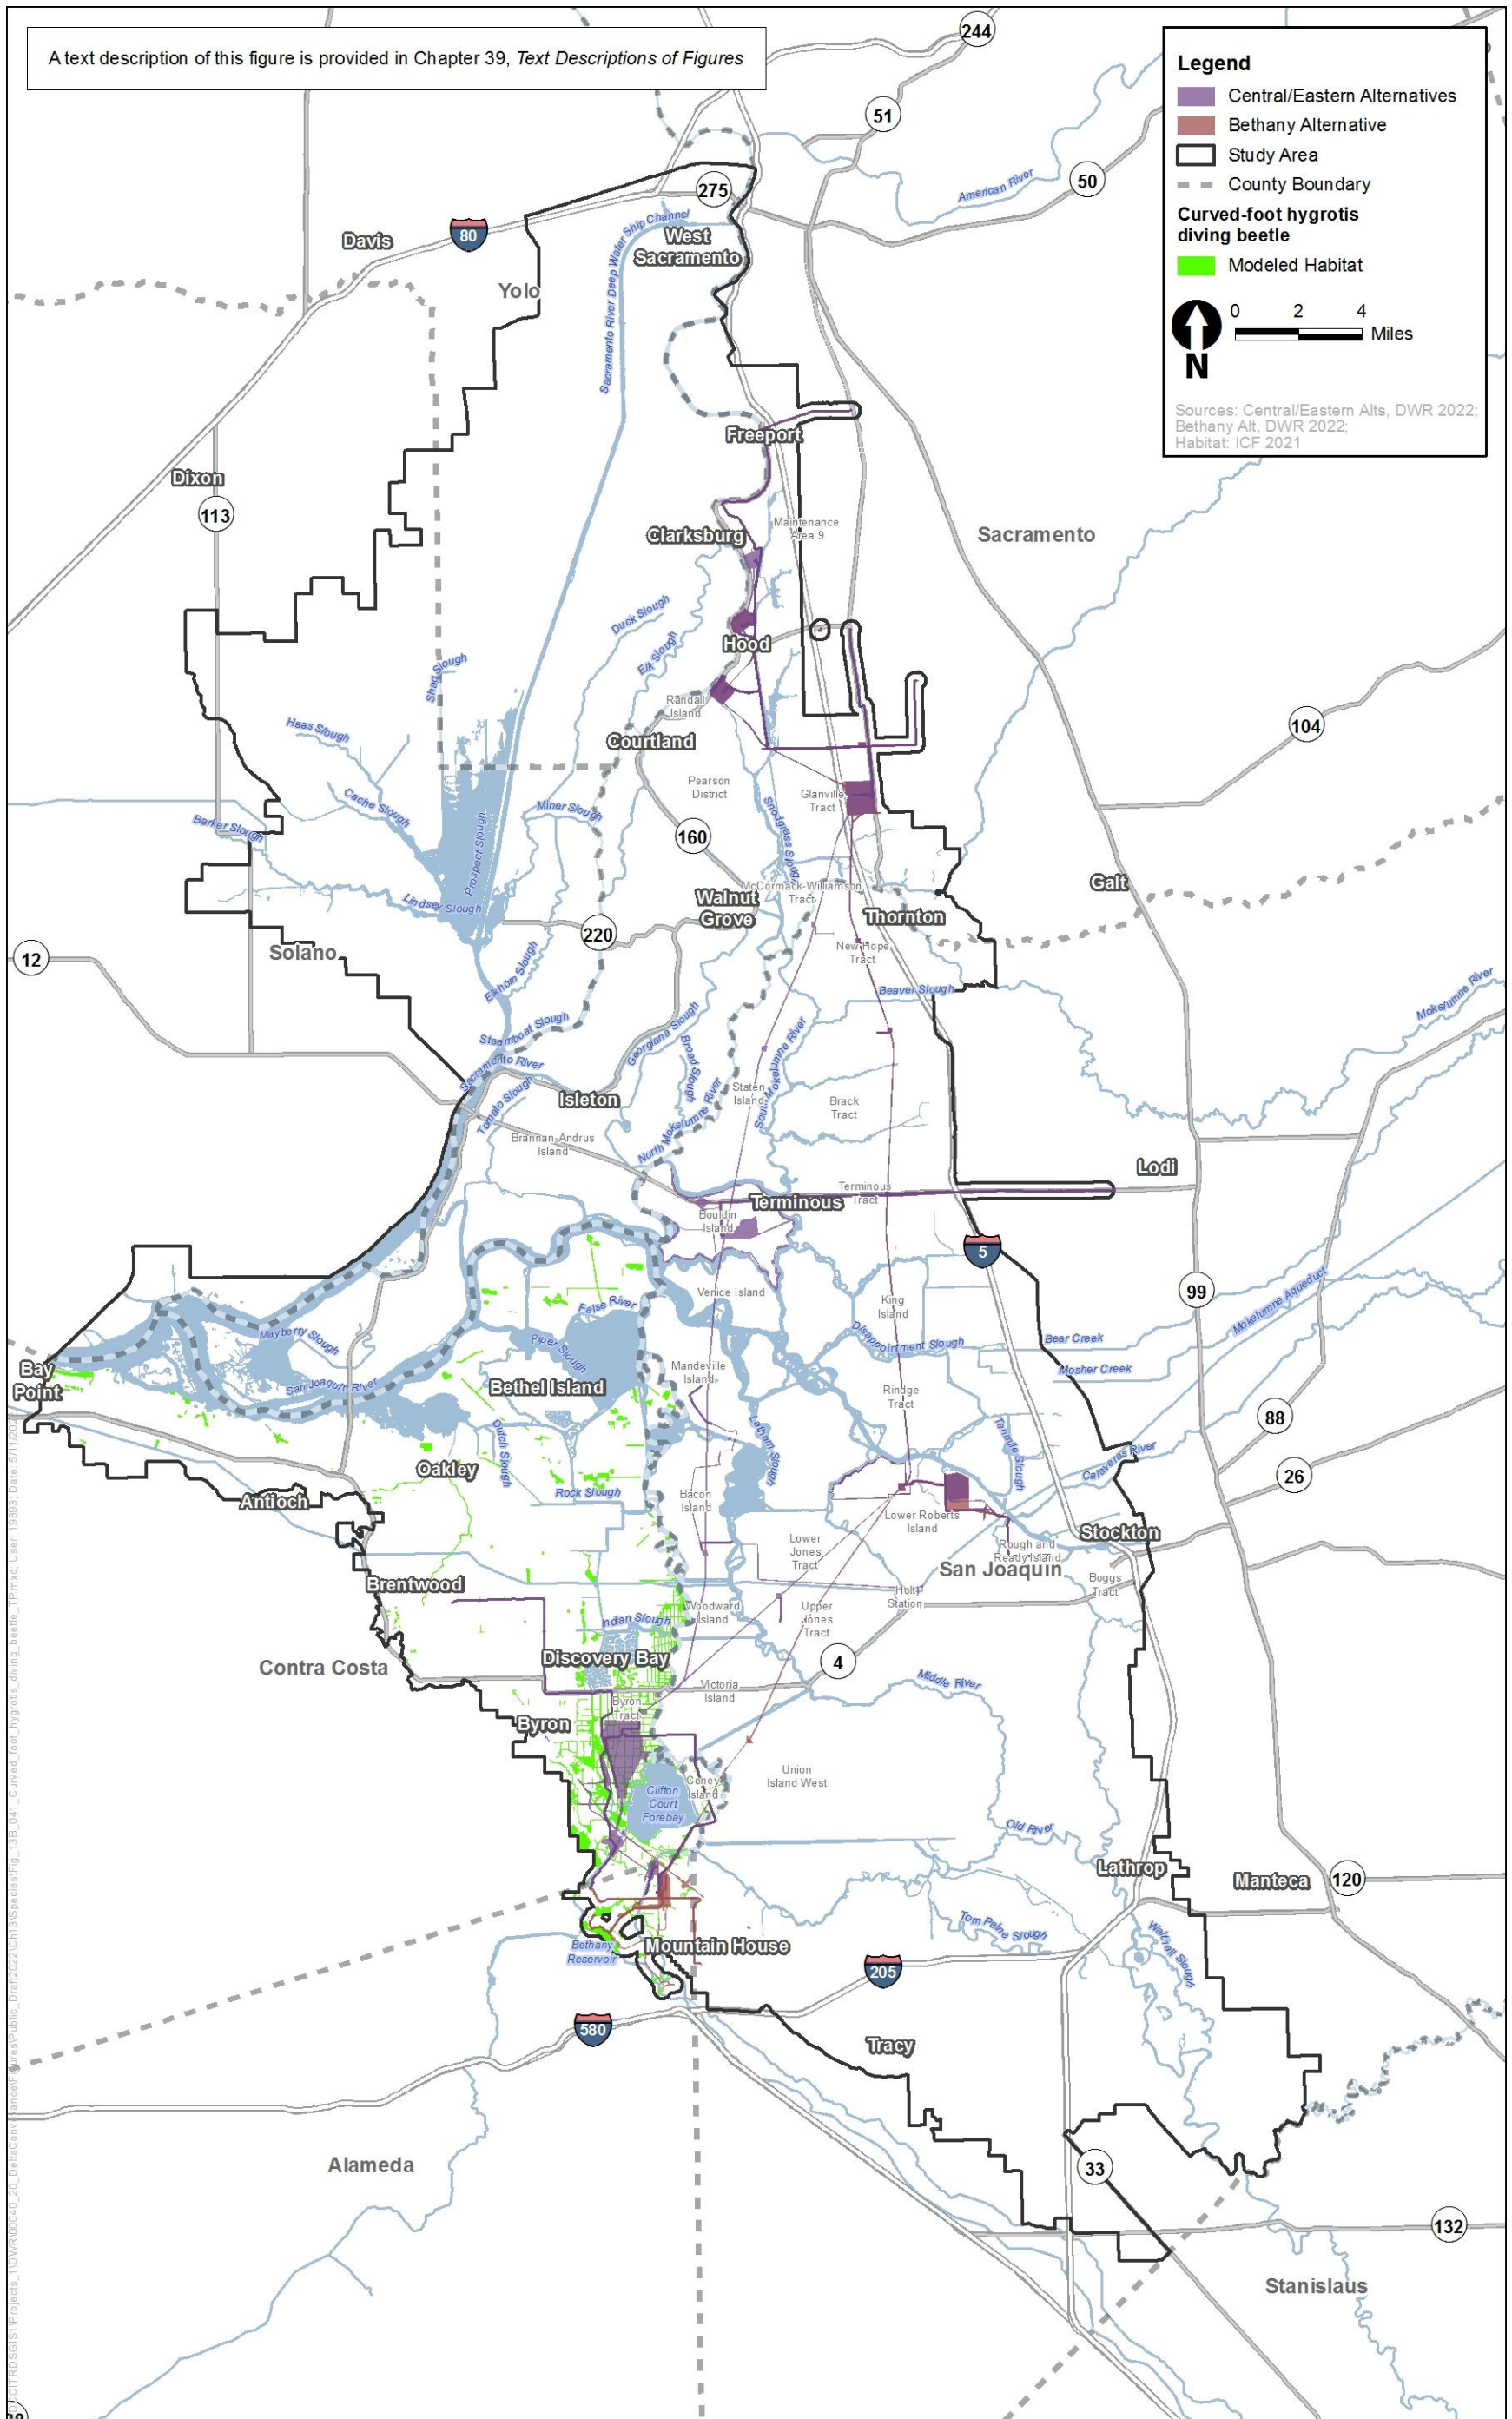 A text description of this figure is provided in Chapter 39, Text Descriptions of Figures
Legend
Central/Eastern Alternatives
Bethany Alternative
Study Area
County Boundary
Curved-foot hygrotis
diving beetle
Modeled Habitat
0 2 4
Miles
N
Sources: Central/Eastern Alts, DWR 2022;
Bethany Alt, DWR 2022;
Habitat: ICF 2021
244
51
50
American River
275
80
Davis
Yolo
West
Sacramento
Sacramento River Deep Water Ship Channel
Freeport
Dixon
113
Clarksburg
Maintenance
Area 9
Sacramento
Duck Slough
Elk Slough
Hood
Shag Slough
Randall
Island
Haas Slough
Courtland
104
Pearson
District
Glanville
Tract
Cache Slough
Miner Slough
Snodgrass Slough
Barker Slough
Prospect Slough
160
McCormack-Williamson
Tract
Galt
Walnut
Grove
Lindsey Slough
Thornton
220
Solano
12
New Hope
Tract
Elkhorn Slough
Beaver Slough
Mokelumne River
Steamboat Slough
Georgiana Slough
Broad Slough
South Mokelumne River
Sacramento River
Tomato Slough
Isleton
Staten
Island
Brack
Tract
North Mokelumne River
Brannan-Andrus
Island
Lodi
Terminous
Tract
Terminous
Bouldin
Island
5
99
Mokelumne Aqueduct
Venice Island
King
Island
False River
Mayberry Slough
Piper Slough
Disappointment Slough
Bear Creek
Mosher Creek
Bay
Point
San Joaquin River
Bethel Island
Mandeville
Island
Rindge
Tract
88
Dutch Slough
Latham Slough
Tenmile Slough
Calaveras River
26
Oakley
Rock Slough
Bacon
Island
Antioch
Lower Roberts
Island
Stockton
Lower
Jones
Tract
Rough and
Ready Island
San Joaquin
Brentwood
Holt
Station
Boggs
Tract
Woodward
Island
Indian Slough
Upper
Jones
Tract
Discovery Bay
4
Contra Costa
Middle River
Victoria
Island
Byron
Tract
Byron
Union
Island West
Coney
Island
Clifton
Court
Forebay
Old River
Lathrop
Manteca
120
Tom Paine Slough
Walthall Slough
Bethany
Reservoir
Mountain House
205
580
Tracy
Alameda
33
132
Stanislaus